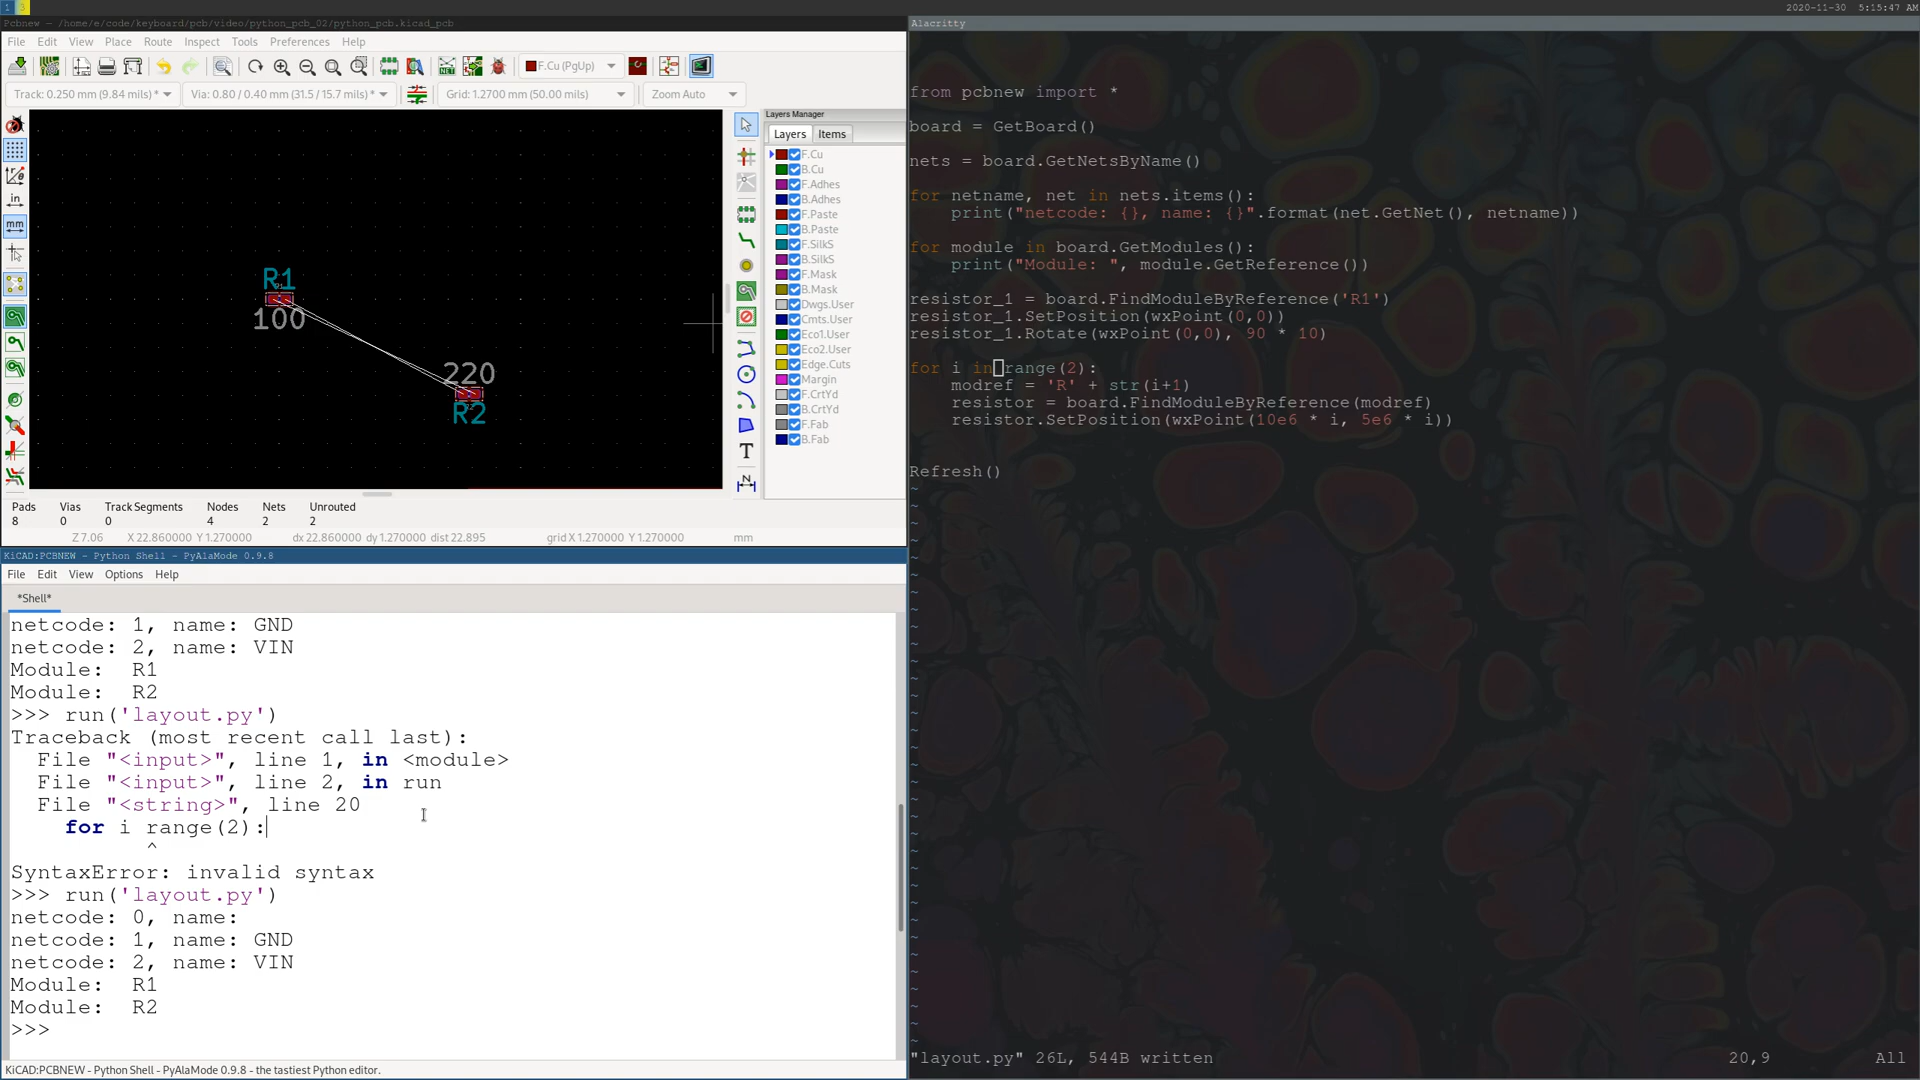 1 3
2020-11-30 5:15:47 AM
Pcbnew — /home/e/code/keyboard/pcb/video/python_pcb_02/python_pcb.kicad_pcb
File Edit View Place Route Inspect Tools Preferences Help
F.Cu (PgUp)
Track: 0.250 mm (9.84 mils) * Via: 0.80 / 0.40 mm (31.5 / 15.7 mils) * Grid: 1.2700 mm (50.00 mils) Zoom Auto
in
mm
R1
100
220
R2
T
N
Layers Manager
Layers Items
F.Cu
B.Cu
F.Adhes
B.Adhes
F.Paste
B.Paste
F.SilkS
B.SilkS
F.Mask
B.Mask
Dwgs.User
Cmts.User
Eco1.User
Eco2.User
Edge.Cuts
Margin
F.CrtYd
B.CrtYd
F.Fab
B.Fab
Pads Vias Track Segments Nodes Nets Unrouted
8 0 0 4 2 2
Z 7.06 X 22.860000 Y 1.270000 dx 22.860000 dy 1.270000 dist 22.895 grid X 1.270000 Y 1.270000 mm
KiCAD:PCBNEW - Python Shell - PyAlaMode 0.9.8
File Edit View Options Help
*Shell*
netcode: 1, name: GND
netcode: 2, name: VIN
Module:  R1
Module:  R2
>>> run('layout.py')
Traceback (most recent call last):
  File "<input>", line 1, in <module>
  File "<input>", line 2, in run
  File "<string>", line 20
    for i range(2):
          ^
SyntaxError: invalid syntax
>>> run('layout.py')
netcode: 0, name:
netcode: 1, name: GND
netcode: 2, name: VIN
Module:  R1
Module:  R2
>>>
KiCAD:PCBNEW - Python Shell - PyAlaMode 0.9.8 - the tastiest Python editor.
Alacritty
from pcbnew import *
board = GetBoard()
nets = board.GetNetsByName()
for netname, net in nets.items():
    print("netcode: {}, name: {}".format(net.GetNet(), netname))
for module in board.GetModules():
    print("Module: ", module.GetReference())
resistor_1 = board.FindModuleByReference('R1')
resistor_1.SetPosition(wxPoint(0,0))
resistor_1.Rotate(wxPoint(0,0), 90 * 10)
for i in range(2):
    modref = 'R' + str(i+1)
    resistor = board.FindModuleByReference(modref)
    resistor.SetPosition(wxPoint(10e6 * i, 5e6 * i))
Refresh()
"layout.py" 26L, 544B written 20,9 All